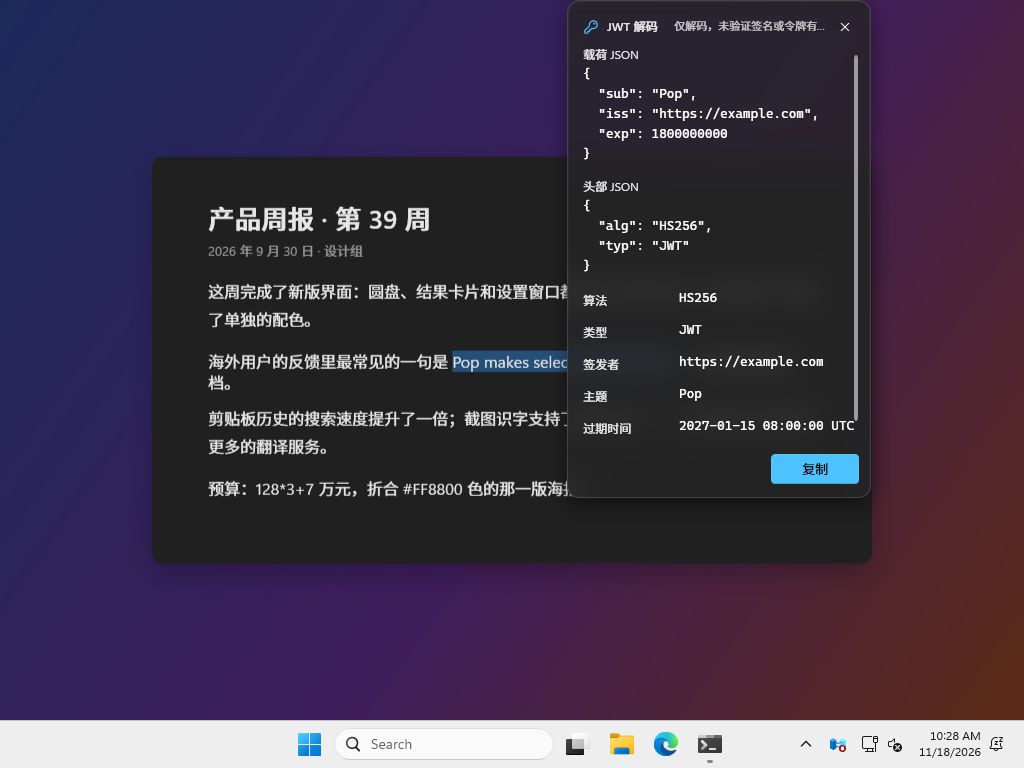 JWT 解码 仅解码，未验证签名或令牌有...
载荷 JSON
{
"sub": "Pop",
"iss": "https://example.com",
"exp": 1800000000
}
头部 JSON
{
"alg": "HS256",
"typ": "JWT"
}
算法 HS256
类型 JWT
签发者 https://example.com
主题 Pop
过期时间 2027-01-15 08:00:00 UTC
复制
产品周报 · 第 39 周
2026 年 9 月 30 日 · 设计组
这周完成了新版界面：圆盘、结果卡片和设置窗口
了单独的配色。
海外用户的反馈里最常见的一句是 Pop makes selec
档。
剪贴板历史的搜索速度提升了一倍；截图识字支持
更多的翻译服务。
预算：128*3+7 万元，折合 #FF8800 色的那一版海
Search
10:28 AM
11/18/2026